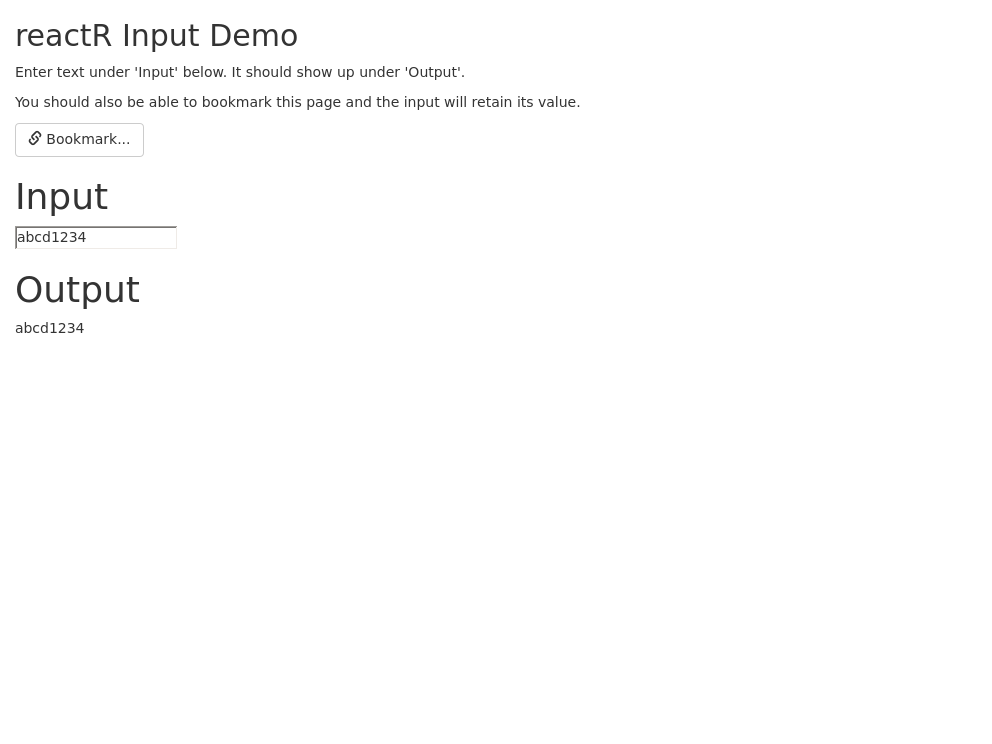 reactR Input Demo
Enter text under 'Input' below. It should show up under 'Output'.
You should also be able to bookmark this page and the input will retain its value.
Bookmark...
Input
abcd1234
Output
abcd1234